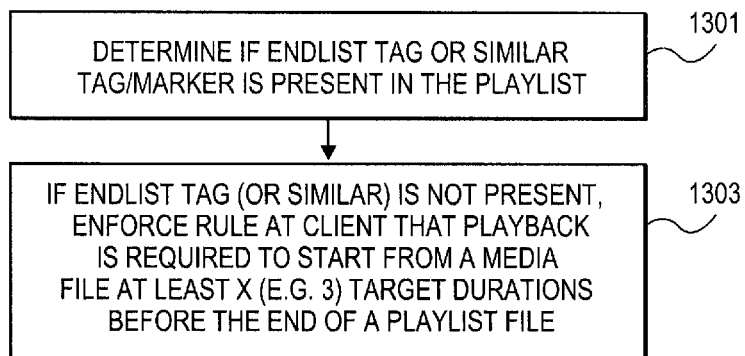 1301
DETERMINE IF ENDLIST TAG OR SIMILAR
TAG/MARKER IS PRESENT IN THE PLAYLIST
1303
IF ENDLIST TAG (OR SIMILAR) IS NOT PRESENT,
ENFORCE RULE AT CLIENT THAT PLAYBACK
IS REQUIRED TO START FROM A MEDIA
FILE AT LEAST X (E.G. 3) TARGET DURATIONS
BEFORE THE END OF A PLAYLIST FILE